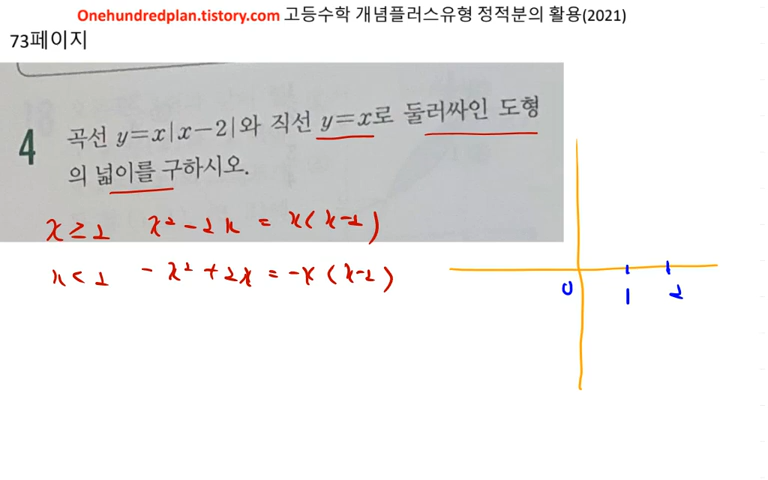 Onehundredplan.tistory.com 고등수학 개념플러스유형 정적분의 활용(2021)
73페이지
4 곡선 y=x|x-2|와 직선 y=x로 둘러싸인 도형
의 넓이를 구하시오.
x≥2 x²-2x = x(x-2)
x<2 -x²+2x = -x(x-2)
0 1 2